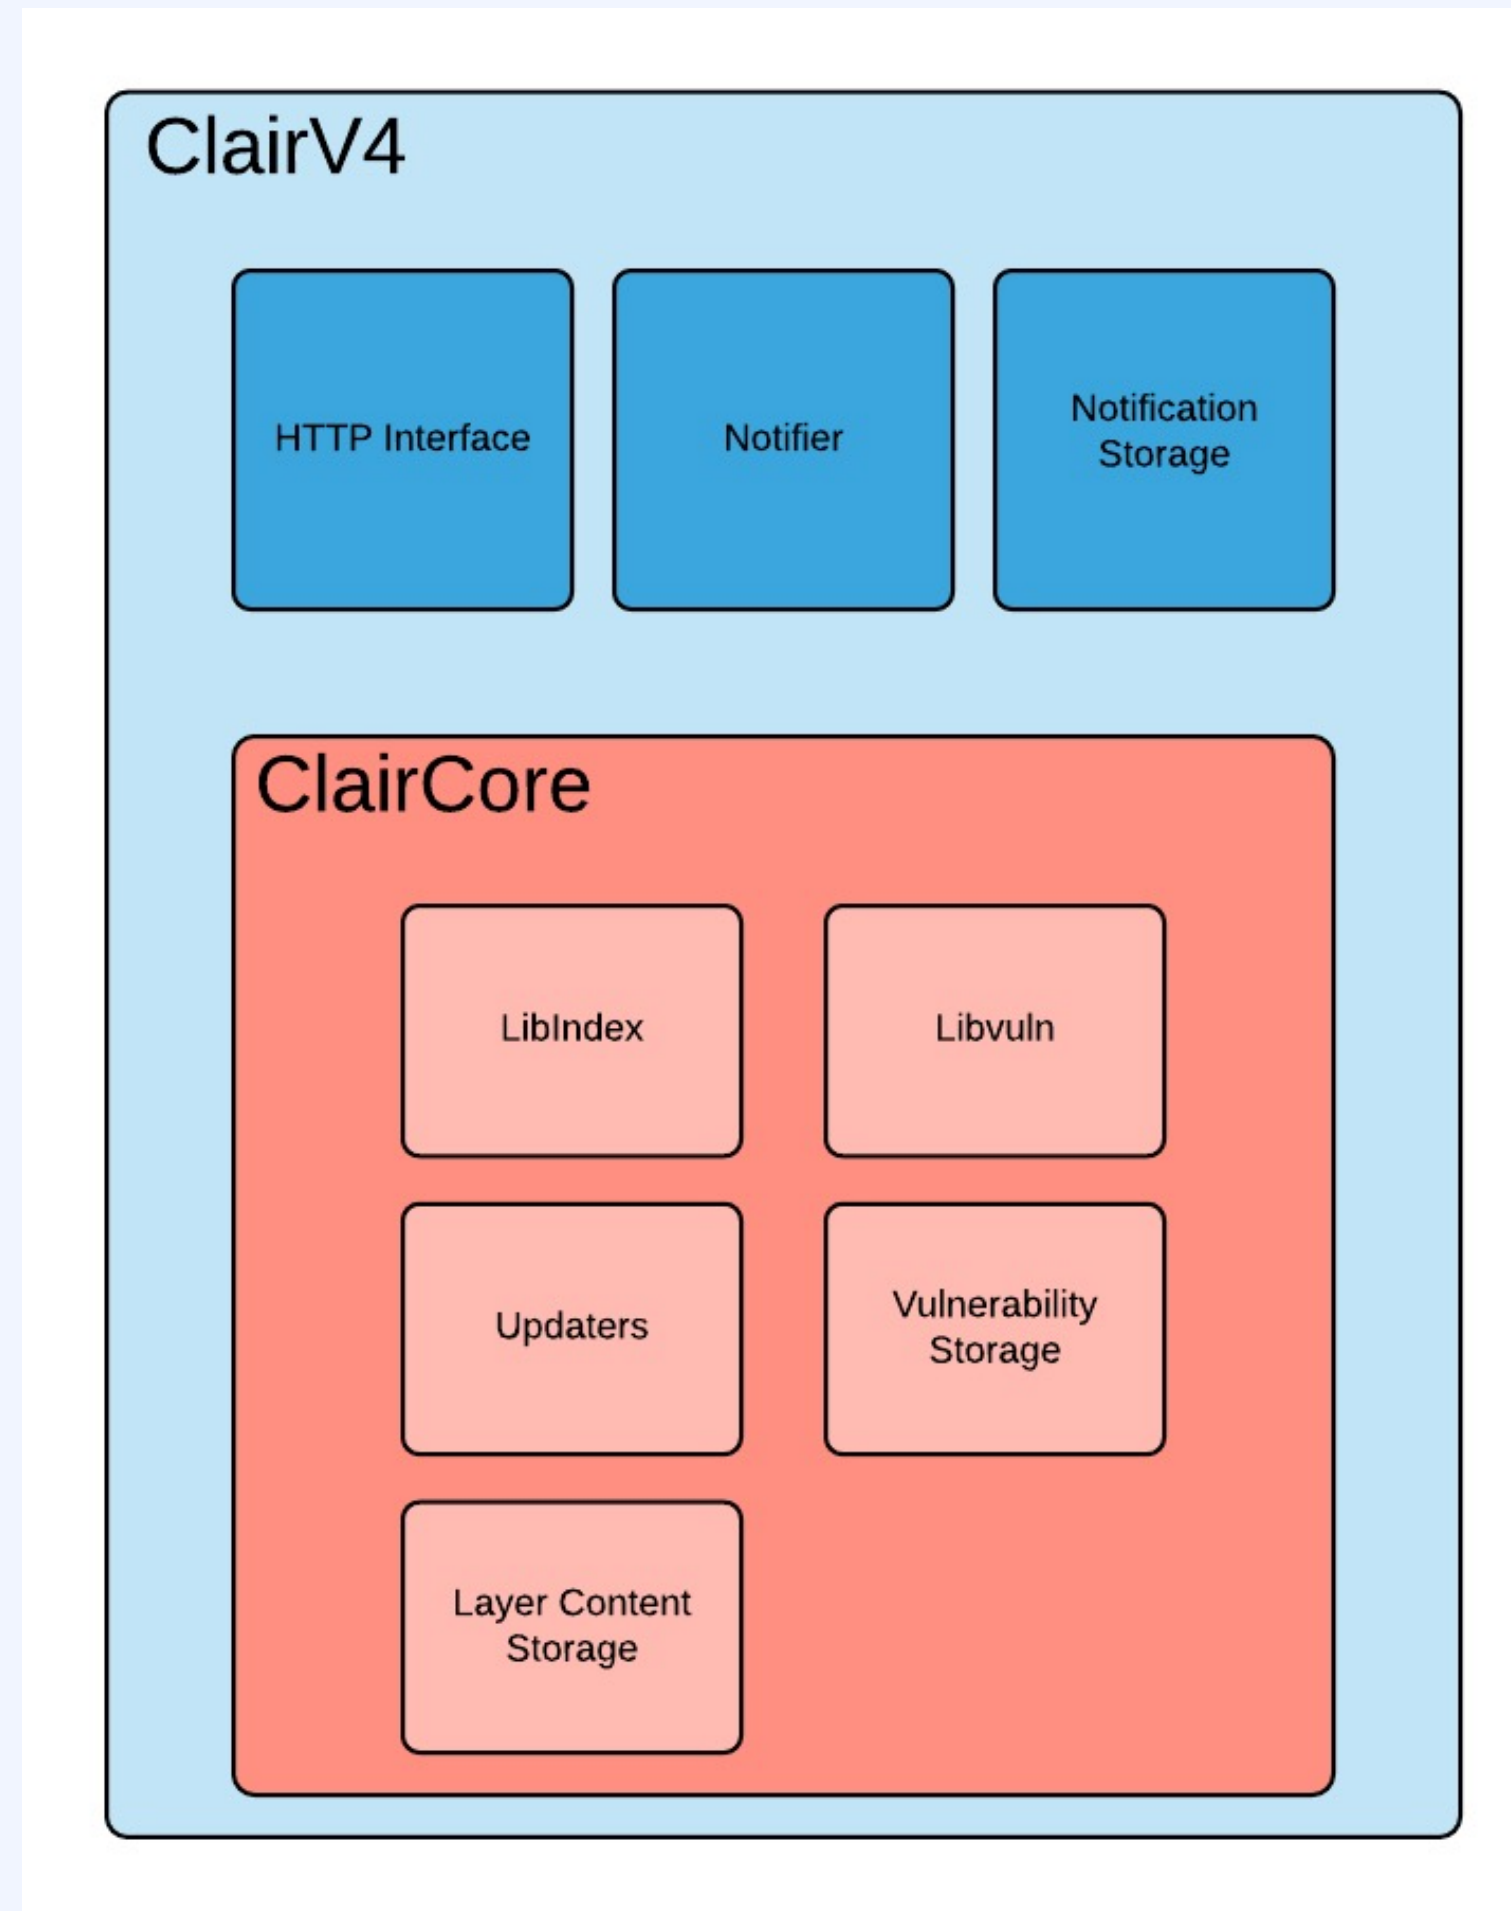 ClairV4
HTTP Interface
Notifier
Notification
Storage
ClairCore
LibIndex
Libvuln
Updaters
Vulnerability
Storage
Layer Content
Storage